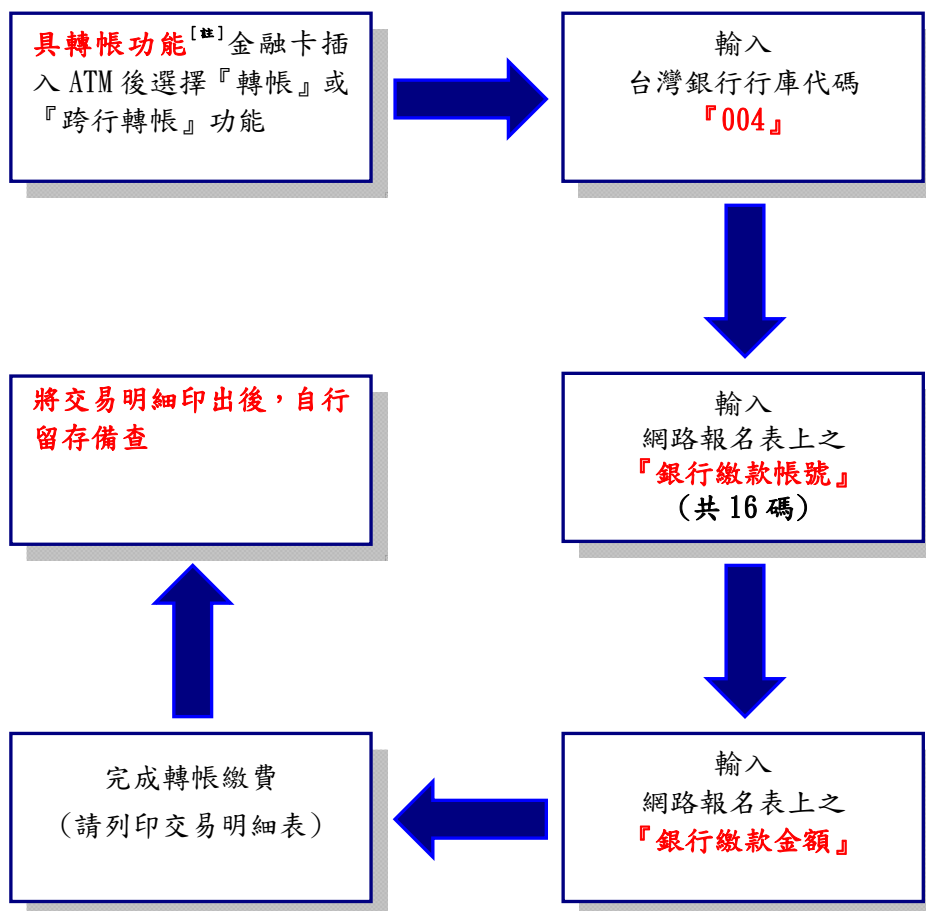 具轉帳功能[註]金融卡插
入 ATM 後選擇『轉帳』或
『跨行轉帳』功能
輸入
台灣銀行行庫代碼
『004』
輸入
網路報名表上之
『銀行繳款帳號』
(共 16 碼)
輸入
網路報名表上之
『銀行繳款金額』
完成轉帳繳費
(請列印交易明細表)
將交易明細印出後，自行
留存備查